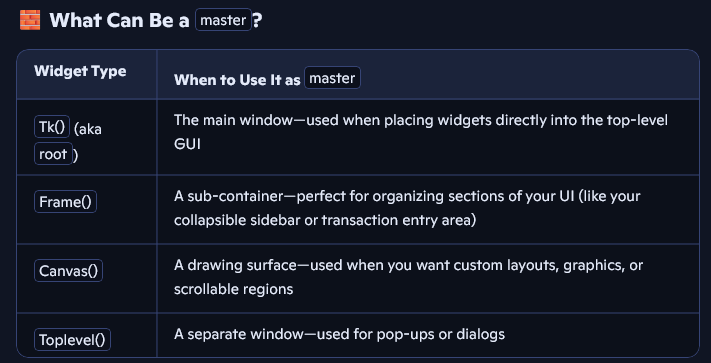 🧱 What Can Be a master?
Widget Type
When to Use It as master
Tk() (aka
root)
The main window—used when placing widgets directly into the top-level
GUI
Frame()
A sub-container—perfect for organizing sections of your UI (like your
collapsible sidebar or transaction entry area)
Canvas()
A drawing surface—used when you want custom layouts, graphics, or
scrollable regions
Toplevel()
A separate window—used for pop-ups or dialogs